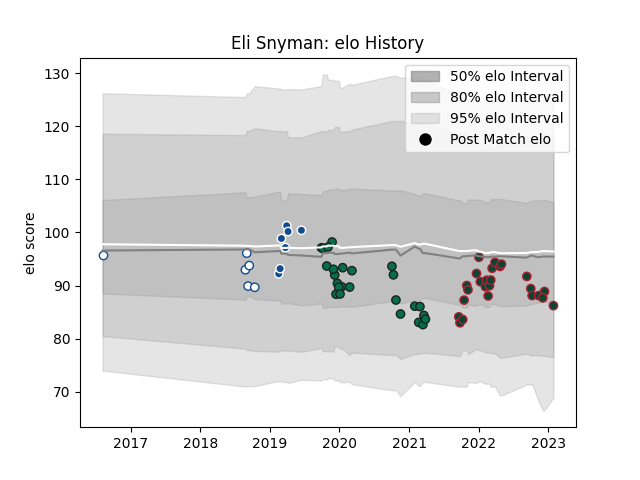 Eli Snyman: elo History
50% elo Interval
80% elo Interval
95% elo Interval
Post Match elo
elo score
130
120
110
100
90
80
70
2017 2018 2019 2020 2021 2022 2023